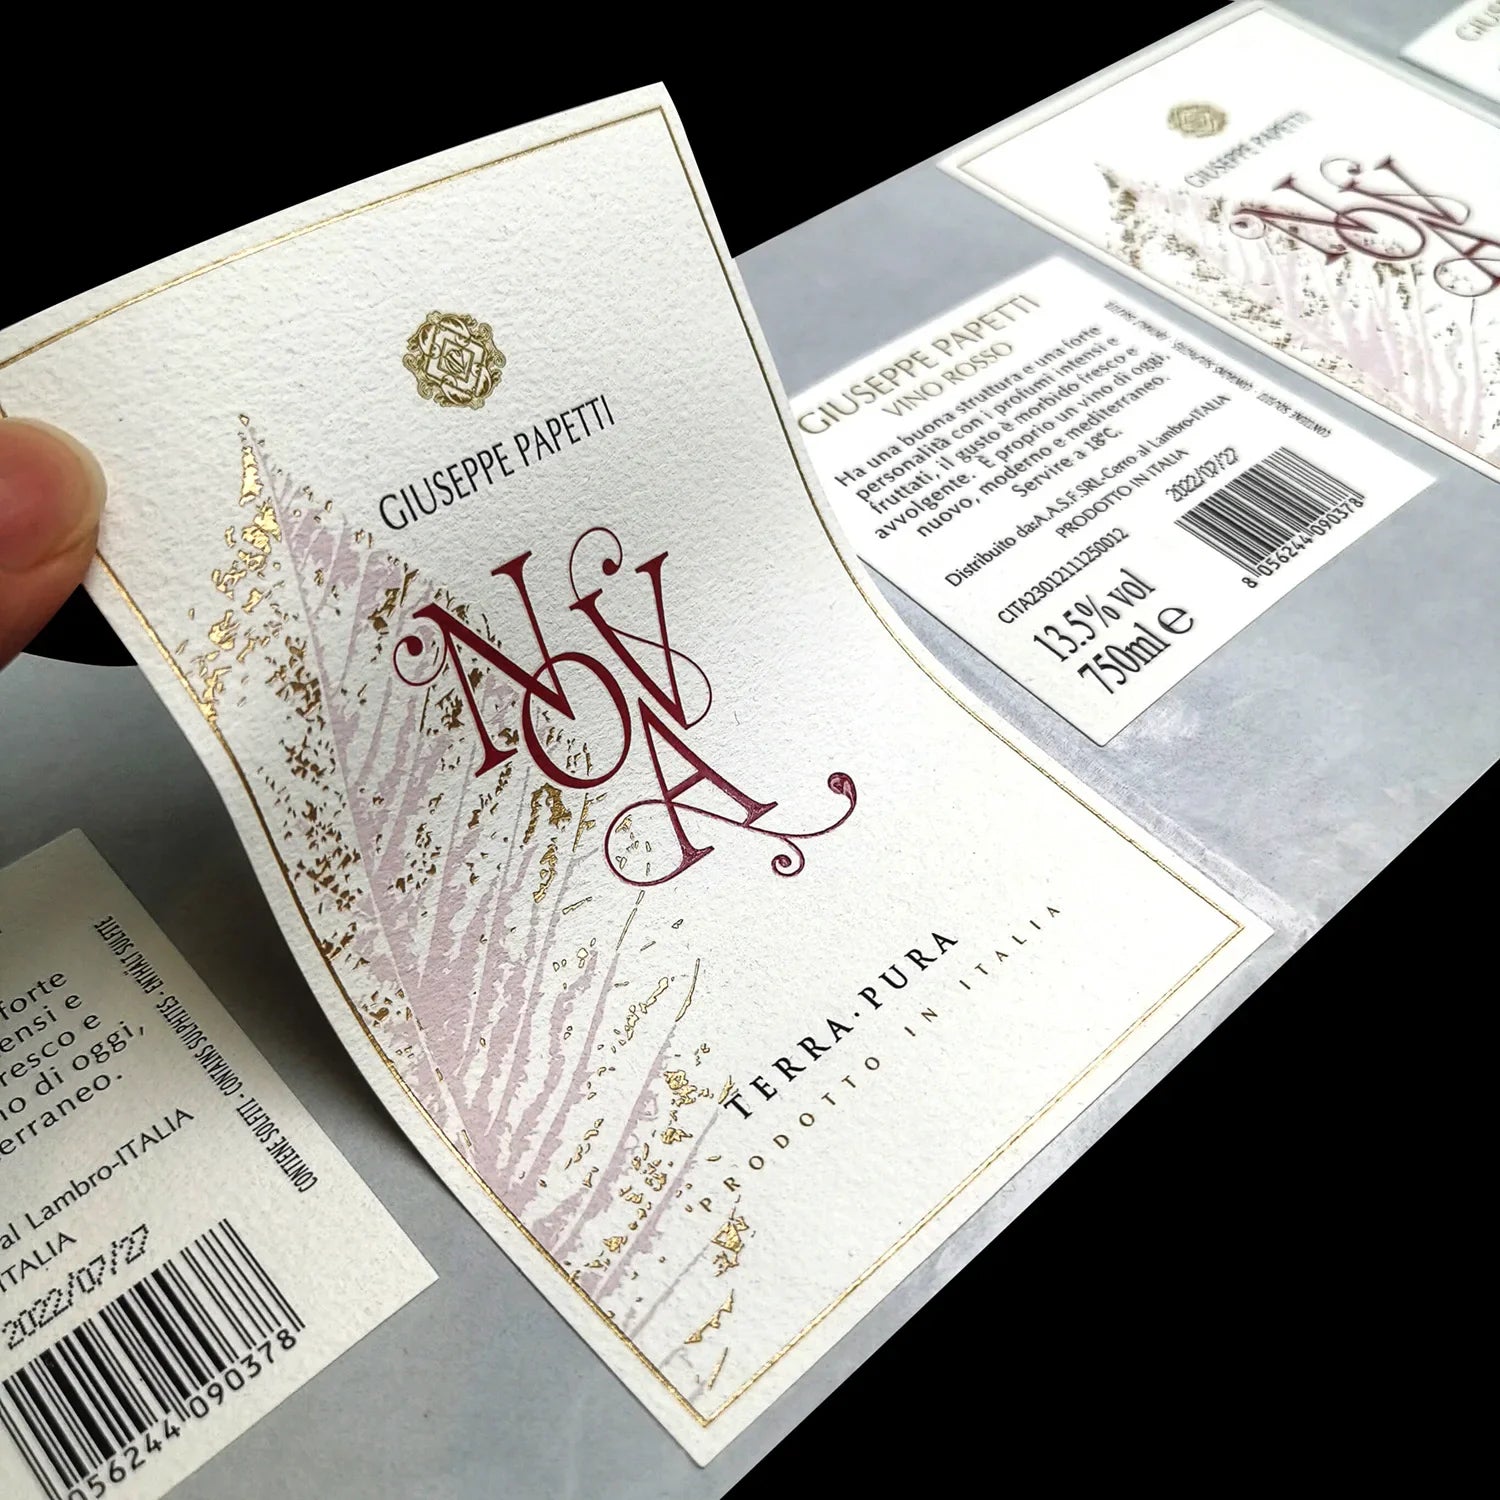 GIUSEPPE PAPETTI
NOVA
TERRA·PURA
PRODOTTO IN ITALIA
GIUSEPPE PAPETTI
VINO ROSSO
Ha una buona struttura e una forte
personalità con i profumi intensi e
fruttati, il gusto è morbido fresco e
avvolgente. È proprio un vino di oggi,
nuovo, moderno e mediterraneo.
Servire a 18°C.
Distribuito da:A.A.S.F. SRL-Cerro al Lambro-ITALIA
PRODOTTO IN ITALIA
2022/07/27
CITA23012111250012
13.5% vol
750ml e
8 056244 090378
GIUSEPPE PAPETTI
NOVA
forte
ensi e
resco e
no di oggi,
erraneo.
al Lambro-ITALIA
ITALIA
2022/07/27
056244 090378
CONTIENE SOLFITI - CONTAINS SULPHITES - ENTHÄLT SULFITE